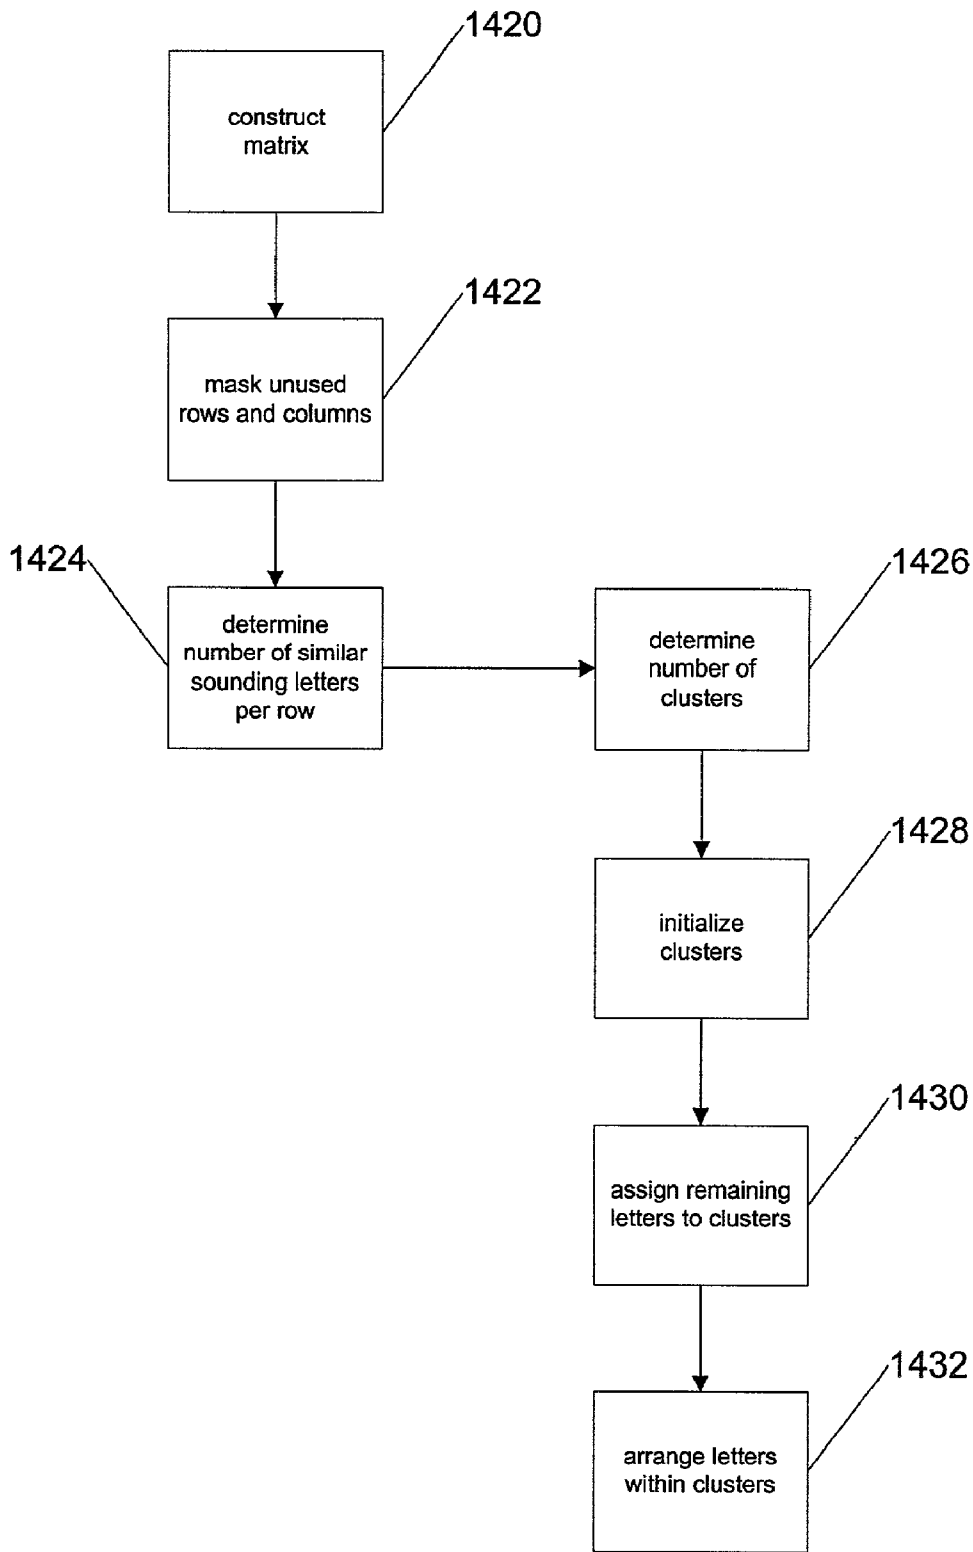 1420
construct
matrix
1422
mask unused
rows and columns
1424
determine
number of similar
sounding letters
per row
1426
determine
number of
clusters
1428
initialize
clusters
1430
assign remaining
letters to clusters
1432
arrange letters
within clusters